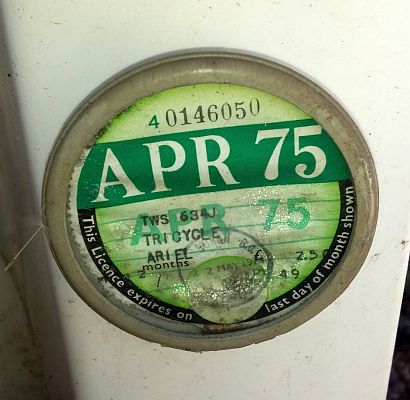 4 0146050
APR 75
APR 75
TWS 634J
TRICYCLE
ARIEL
months
This Licence expires on last day of month shown